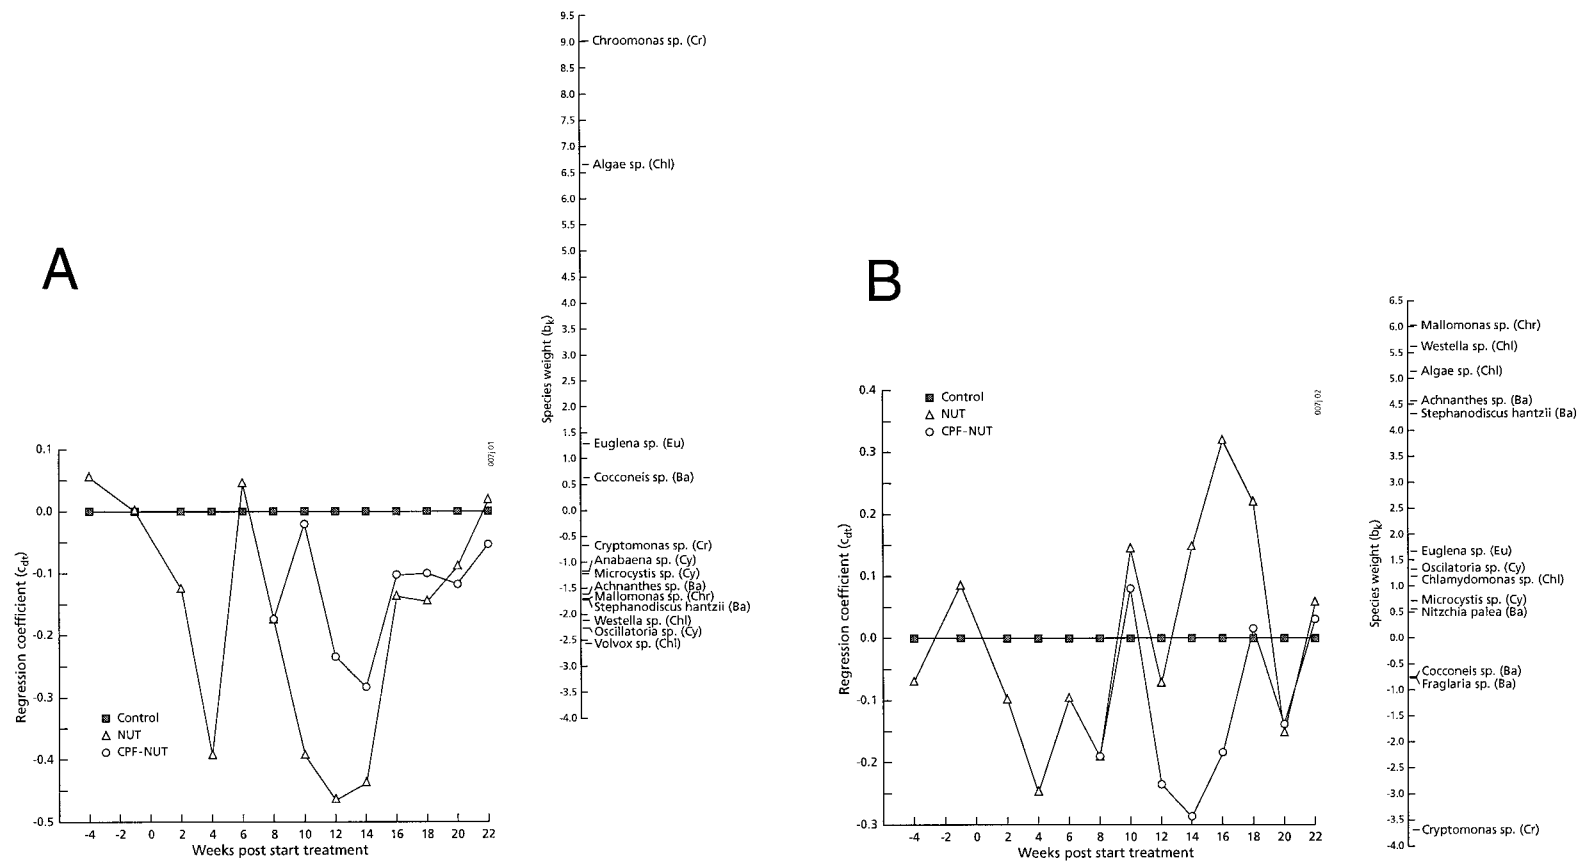 A
0.1
0.0
-0.1
-0.2
-0.3
-0.4
-0.5
Regression coefficient (cdt)
007j 01
Control
NUT
CPF-NUT
-4 -2 0 2 4 6 8 10 12 14 16 18 20 22
Weeks post start treatment
9.5
9.0
8.5
8.0
7.5
7.0
6.5
6.0
5.5
5.0
4.5
4.0
3.5
3.0
2.5
2.0
1.5
1.0
0.5
0.0
-0.5
-1.0
-1.5
-2.0
-2.5
-3.0
-3.5
-4.0
Species weight (bk)
Chroomonas sp. (Cr)
Algae sp. (Chl)
Euglena sp. (Eu)
Cocconeis sp. (Ba)
Cryptomonas sp. (Cr)
Anabaena sp. (Cy)
Microcystis sp. (Cy)
Achnanthes sp. (Ba)
Mallomonas sp. (Chr)
Stephanodiscus hantzii (Ba)
Westella sp. (Chl)
Oscillatoria sp. (Cy)
Volvox sp. (Chl)
B
0.4
0.3
0.2
0.1
0.0
-0.1
-0.2
-0.3
Regression coefficient (cdt)
Control
NUT
CPF-NUT
007j 02
-4 -2 0 2 4 6 8 10 12 14 16 18 20 22
Weeks post start treatment
6.5
6.0
5.5
5.0
4.5
4.0
3.5
3.0
2.5
2.0
1.5
1.0
0.5
0.0
-0.5
-1.0
-1.5
-2.0
-2.5
-3.0
-3.5
-4.0
Species weight (bk)
Mallomonas sp. (Chr)
Westella sp. (Chl)
Algae sp. (Chl)
Achnanthes sp. (Ba)
Stephanodiscus hantzii (Ba)
Euglena sp. (Eu)
Oscilatoria sp. (Cy)
Chlamydomonas sp. (Chl)
Microcystis sp. (Cy)
Nitzchia palea (Ba)
Cocconeis sp. (Ba)
Fraglaria sp. (Ba)
Cryptomonas sp. (Cr)